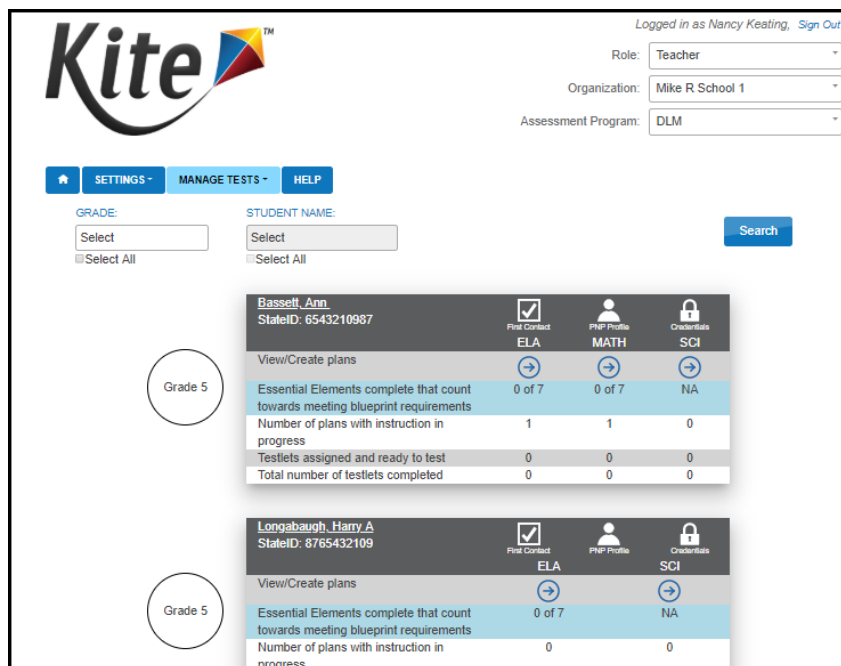 Logged in as Nancy Keating, Sign Out
Kite™
Role: Teacher
Organization: Mike R School 1
Assessment Program: DLM
SETTINGS MANAGE TESTS HELP
GRADE: STUDENT NAME:
Select Select
Search
Select All Select All
Bassett, Ann
StateID: 6543210987
First Contact PNP Profile Credentials
ELA MATH SCI
View/Create plans
Grade 5
Essential Elements complete that count 0 of 7 0 of 7 NA
towards meeting blueprint requirements
Number of plans with instruction in 1 1 0
progress
Testlets assigned and ready to test 0 0 0
Total number of testlets completed 0 0 0
Longabaugh, Harry A
StateID: 8765432109
First Contact PNP Profile Credentials
ELA SCI
View/Create plans
Grade 5
Essential Elements complete that count 0 of 7 NA
towards meeting blueprint requirements
Number of plans with instruction in 0 0
progress